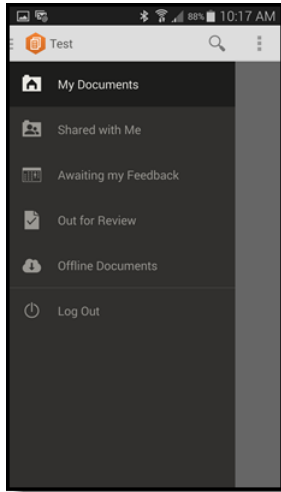 88% 10:17 AM
Test
My Documents
Shared with Me
Awaiting my Feedback
Out for Review
Offline Documents
Log Out